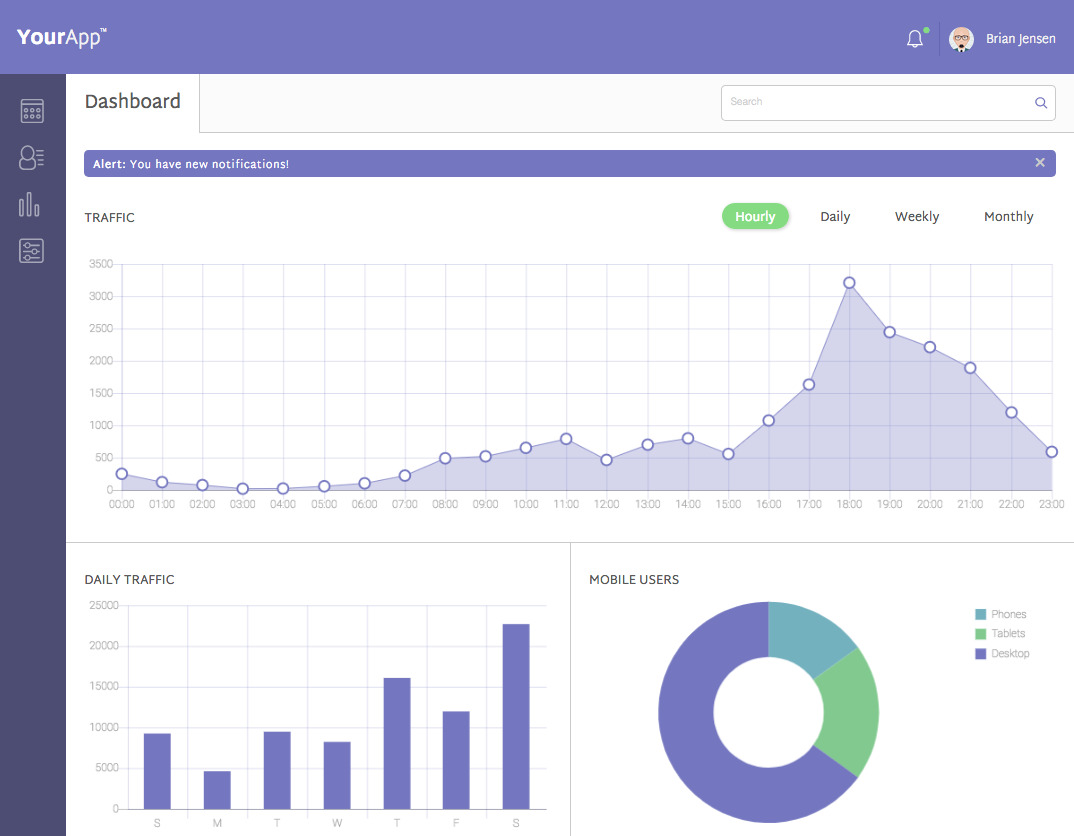 YourApp™
Brian Jensen
Dashboard
Search
Alert: You have new notifications!
TRAFFIC
Hourly Daily Weekly Monthly
3500
3000
2500
2000
1500
1000
500
0
00:00 01:00 02:00 03:00 04:00 05:00 06:00 07:00 08:00 09:00 10:00 11:00 12:00 13:00 14:00 15:00 16:00 17:00 18:00 19:00 20:00 21:00 22:00 23:00
DAILY TRAFFIC
25000
20000
15000
10000
5000
0
S M T W T F S
MOBILE USERS
Phones
Tablets
Desktop